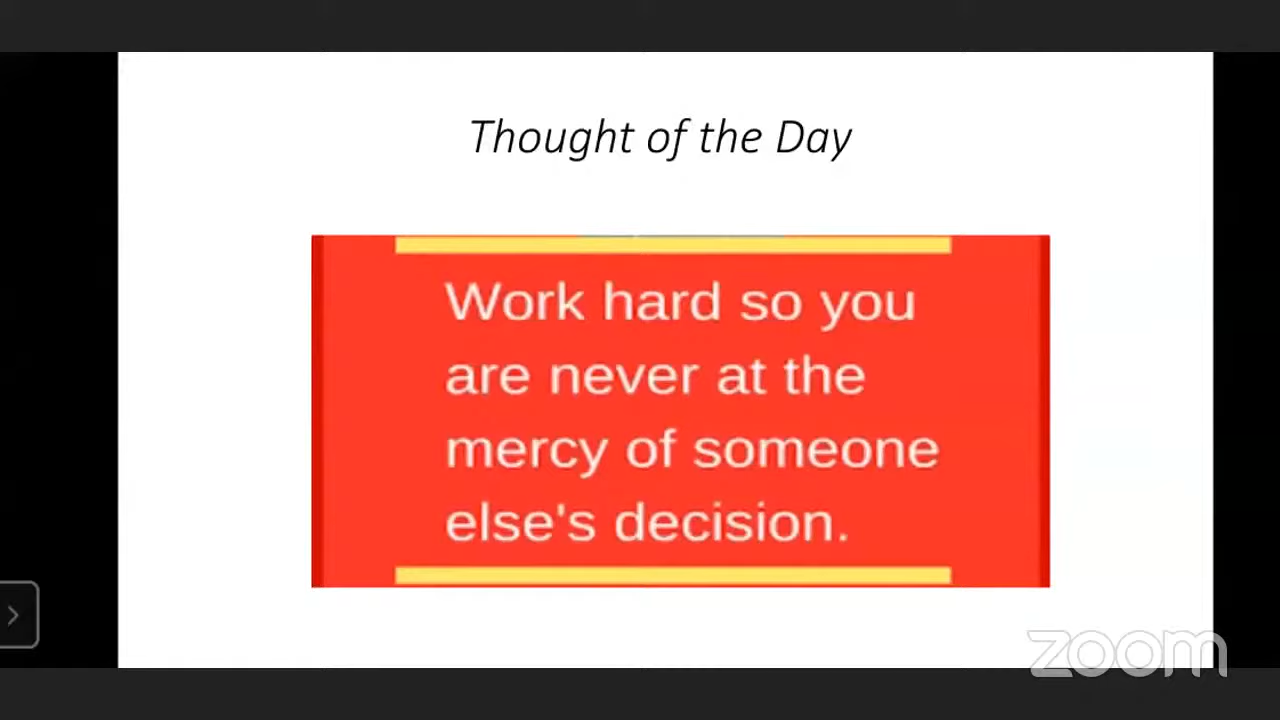 Thought of the Day
Work hard so you
are never at the
mercy of someone
else's decision.
zoom